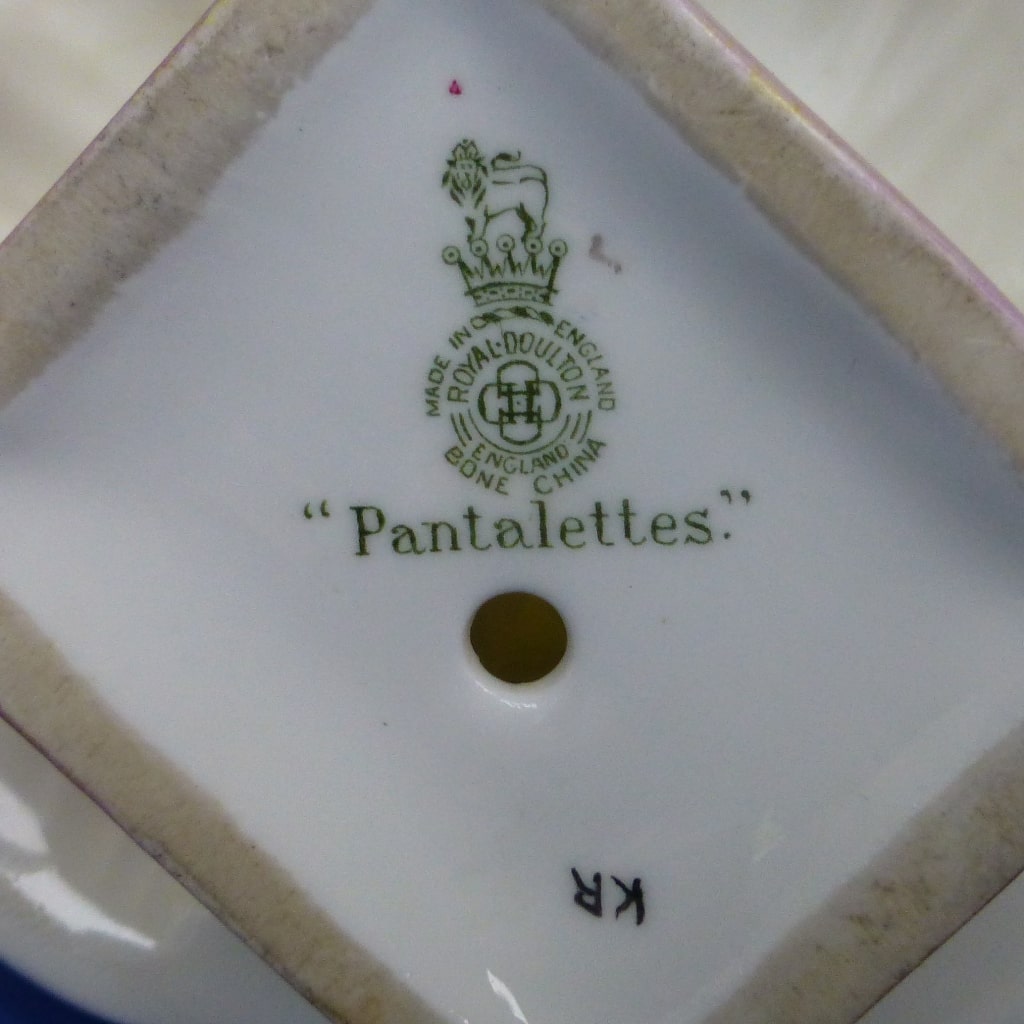 MADE IN ENGLAND
ROYAL·DOULTON
ENGLAND
BONE CHINA
“Pantalettes.”
KR